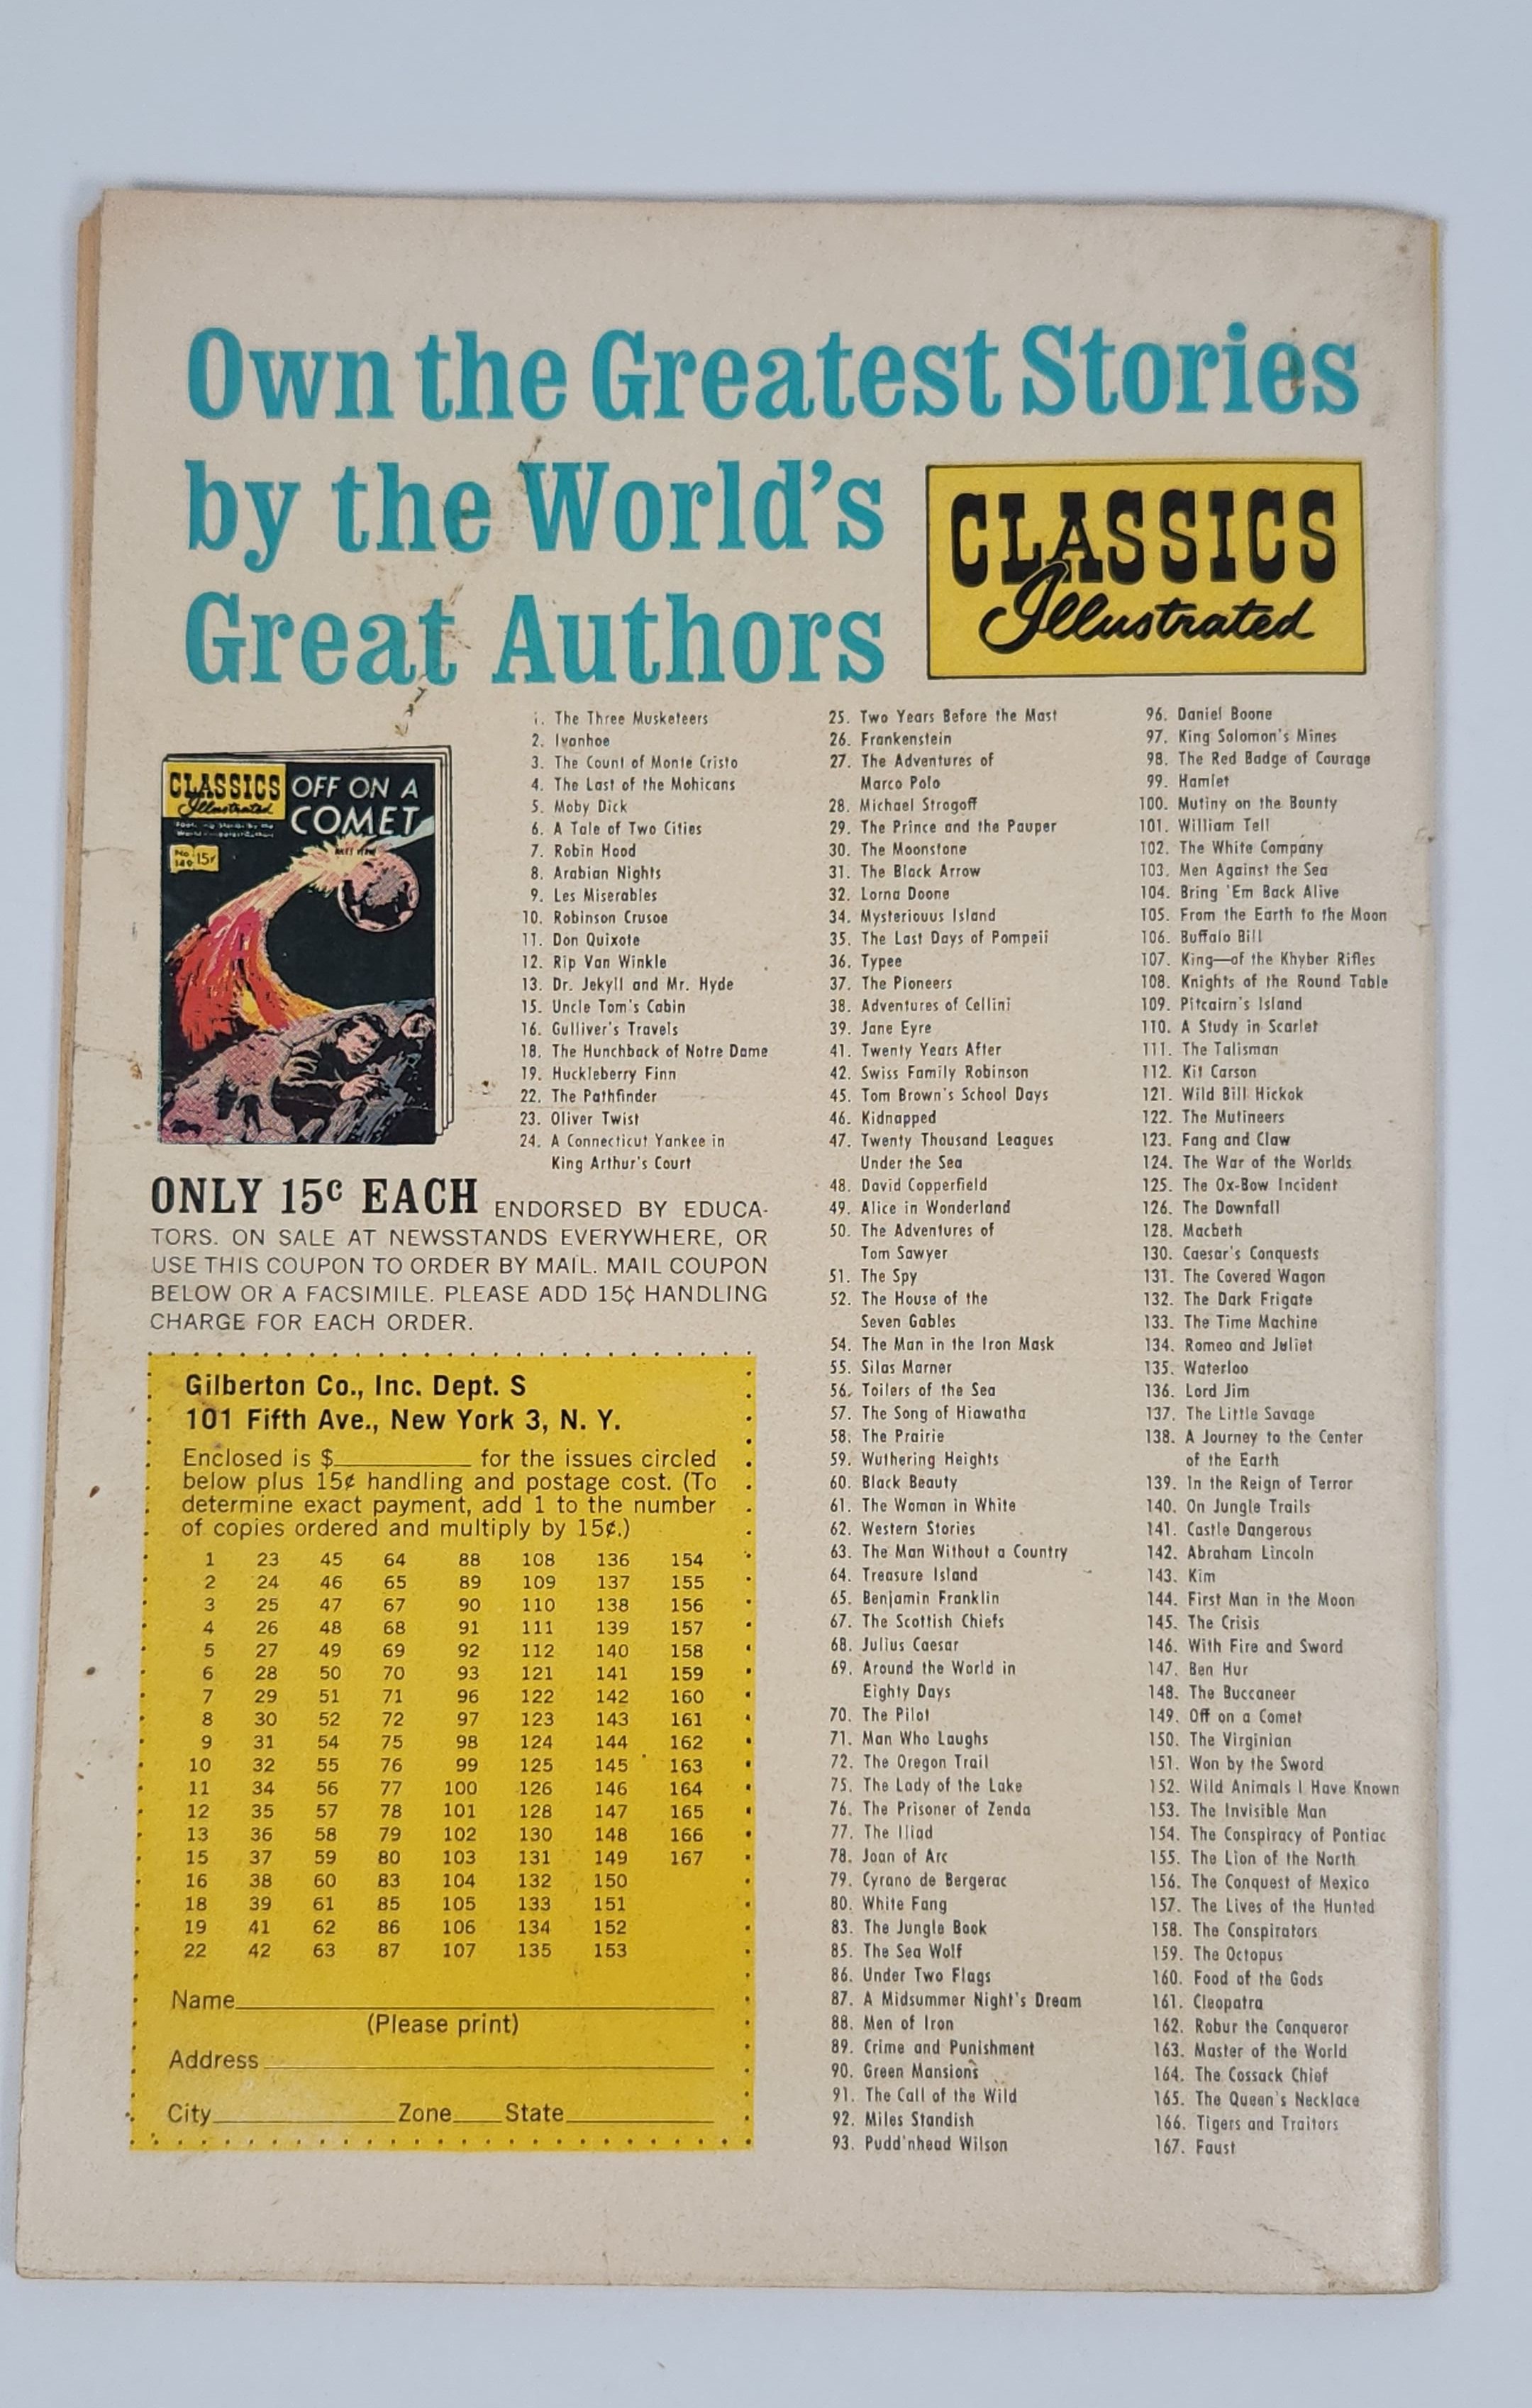 Own the Greatest Stories
by the World's
Great Authors
CLASSICS
Illustrated
CLASSICS
Illustrated
OFF ON A
COMET
No.
149
15¢
1. The Three Musketeers
2. Ivanhoe
3. The Count of Monte Cristo
4. The Last of the Mohicans
5. Moby Dick
6. A Tale of Two Cities
7. Robin Hood
8. Arabian Nights
9. Les Miserables
10. Robinson Crusoe
11. Don Quixote
12. Rip Van Winkle
13. Dr. Jekyll and Mr. Hyde
15. Uncle Tom's Cabin
16. Gulliver's Travels
18. The Hunchback of Notre Dame
19. Huckleberry Finn
22. The Pathfinder
23. Oliver Twist
24. A Connecticut Yankee in
King Arthur's Court
ONLY 15c EACH ENDORSED BY EDUCA-
TORS. ON SALE AT NEWSSTANDS EVERYWHERE, OR
USE THIS COUPON TO ORDER BY MAIL. MAIL COUPON
BELOW OR A FACSIMILE. PLEASE ADD 15¢ HANDLING
CHARGE FOR EACH ORDER.
Gilberton Co., Inc. Dept. S
101 Fifth Ave., New York 3, N. Y.
Enclosed is $__________ for the issues circled
below plus 15¢ handling and postage cost. (To
determine exact payment, add 1 to the number
of copies ordered and multiply by 15¢.)
1 23 45 64 88 108 136 154
2 24 46 65 89 109 137 155
3 25 47 67 90 110 138 156
4 26 48 68 91 111 139 157
5 27 49 69 92 112 140 158
6 28 50 70 93 121 141 159
7 29 51 71 96 122 142 160
8 30 52 72 97 123 143 161
9 31 54 75 98 124 144 162
10 32 55 76 99 125 145 163
11 34 56 77 100 126 146 164
12 35 57 78 101 128 147 165
13 36 58 79 102 130 148 166
15 37 59 80 103 131 149 167
16 38 60 83 104 132 150
18 39 61 85 105 133 151
19 41 62 86 106 134 152
22 42 63 87 107 135 153
Name__________
(Please print)
Address__________
City__________Zone____State__________
25. Two Years Before the Mast
26. Frankenstein
27. The Adventures of
Marco Polo
28. Michael Strogoff
29. The Prince and the Pauper
30. The Moonstone
31. The Black Arrow
32. Lorna Doone
34. Mysteriouus Island
35. The Last Days of Pompeii
36. Typee
37. The Pioneers
38. Adventures of Cellini
39. Jane Eyre
41. Twenty Years After
42. Swiss Family Robinson
45. Tom Brown's School Days
46. Kidnapped
47. Twenty Thousand Leagues
Under the Sea
48. David Copperfield
49. Alice in Wonderland
50. The Adventures of
Tom Sawyer
51. The Spy
52. The House of the
Seven Gables
54. The Man in the Iron Mask
55. Silas Marner
56. Toilers of the Sea
57. The Song of Hiawatha
58. The Prairie
59. Wuthering Heights
60. Black Beauty
61. The Woman in White
62. Western Stories
63. The Man Without a Country
64. Treasure Island
65. Benjamin Franklin
67. The Scottish Chiefs
68. Julius Caesar
69. Around the World in
Eighty Days
70. The Pilot
71. Man Who Laughs
72. The Oregon Trail
75. The Lady of the Lake
76. The Prisoner of Zenda
77. The Iliad
78. Joan of Arc
79. Cyrano de Bergerac
80. White Fang
83. The Jungle Book
85. The Sea Wolf
86. Under Two Flags
87. A Midsummer Night's Dream
88. Men of Iron
89. Crime and Punishment
90. Green Mansions
91. The Call of the Wild
92. Miles Standish
93. Pudd'nhead Wilson
96. Daniel Boone
97. King Solomon's Mines
98. The Red Badge of Courage
99. Hamlet
100. Mutiny on the Bounty
101. William Tell
102. The White Company
103. Men Against the Sea
104. Bring 'Em Back Alive
105. From the Earth to the Moon
106. Buffalo Bill
107. King—of the Khyber Rifles
108. Knights of the Round Table
109. Pitcairn's Island
110. A Study in Scarlet
111. The Talisman
112. Kit Carson
121. Wild Bill Hickok
122. The Mutineers
123. Fang and Claw
124. The War of the Worlds
125. The Ox-Bow Incident
126. The Downfall
128. Macbeth
130. Caesar's Conquests
131. The Covered Wagon
132. The Dark Frigate
133. The Time Machine
134. Romeo and Juliet
135. Waterloo
136. Lord Jim
137. The Little Savage
138. A Journey to the Center
of the Earth
139. In the Reign of Terror
140. On Jungle Trails
141. Castle Dangerous
142. Abraham Lincoln
143. Kim
144. First Man in the Moon
145. The Crisis
146. With Fire and Sword
147. Ben Hur
148. The Buccaneer
149. Off on a Comet
150. The Virginian
151. Won by the Sword
152. Wild Animals I Have Known
153. The Invisible Man
154. The Conspiracy of Pontiac
155. The Lion of the North
156. The Conquest of Mexico
157. The Lives of the Hunted
158. The Conspirators
159. The Octopus
160. Food of the Gods
161. Cleopatra
162. Robur the Conqueror
163. Master of the World
164. The Cossack Chief
165. The Queen's Necklace
166. Tigers and Traitors
167. Faust